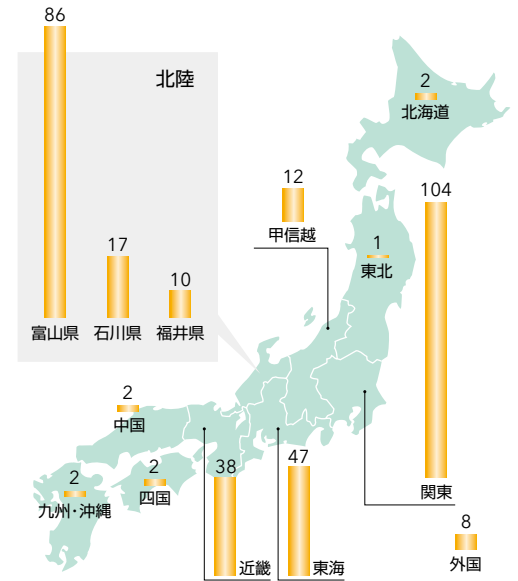 86
北陸
富山県
17
石川県
10
福井県
2
北海道
12
甲信越
104
関東
1
東北
2
中国
2
四国
2
九州・沖縄
38
近畿
47
東海
8
外国